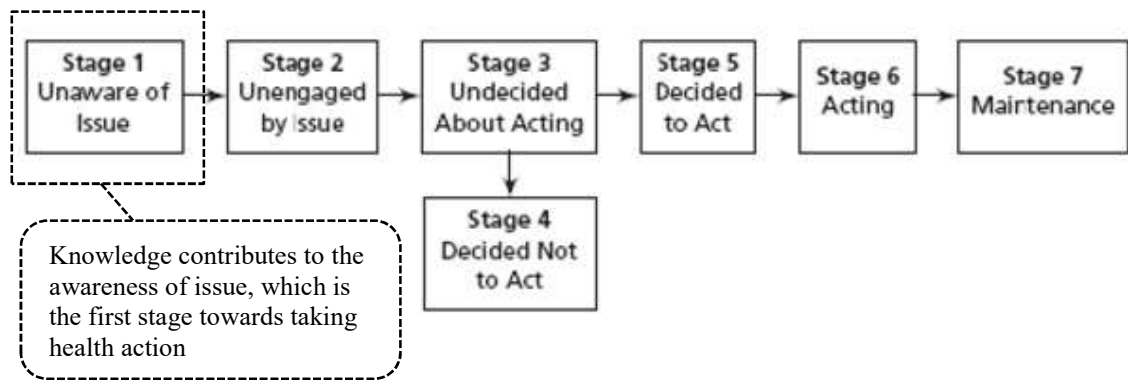 Stage 1
Unaware of
Issue
Stage 2
Unengaged
by Issue
Stage 3
Undecided
About Acting
Stage 5
Decided
to Act
Stage 6
Acting
Stage 7
Mairtenance
Stage 4
Decided Not
to Act
Knowledge contributes to the
awareness of issue, which is
the first stage towards taking
health action